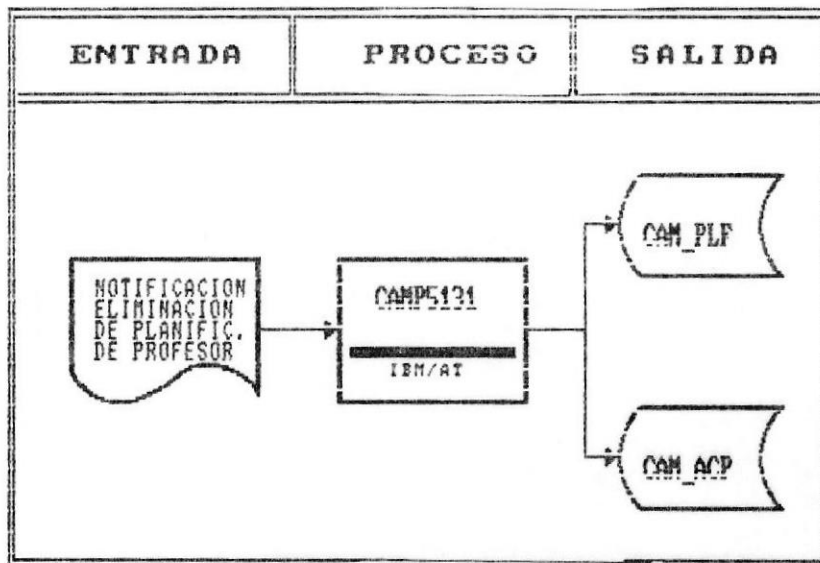 ENTRADA PROCESO SALIDA
NOTIFICACION
ELIMINACION
DE PLANIFIC.
DE PROFESOR
CAMP5131
IBM/AT
CAM_PLF
CAM_ACP